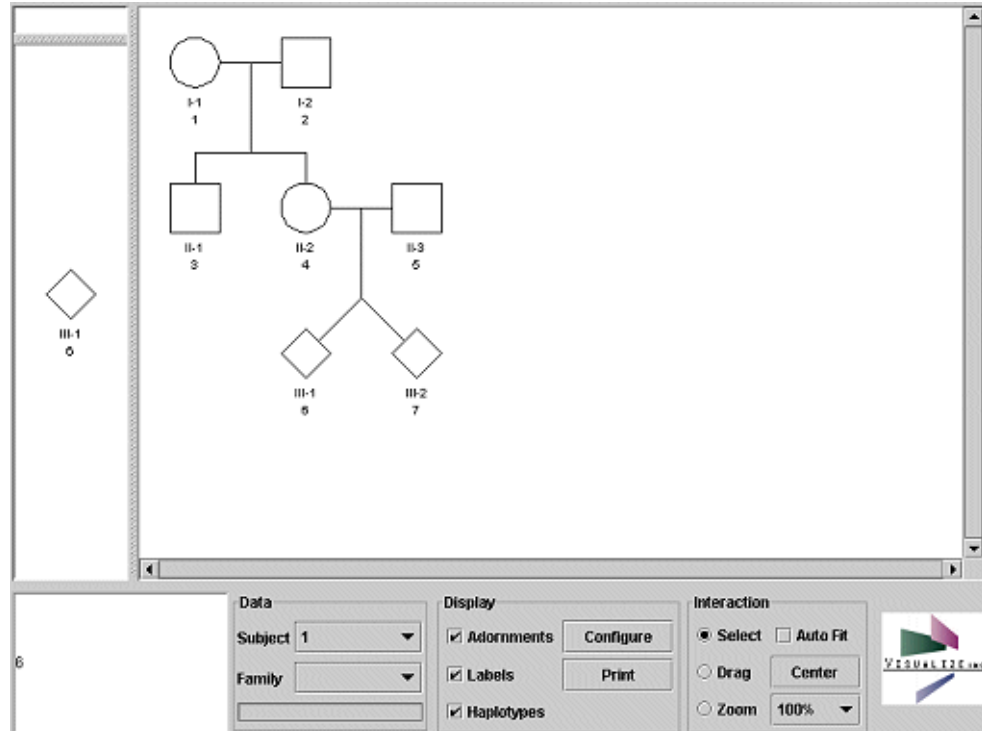 I-1
1
I-2
2
II-1
3
II-2
4
II-3
5
III-1
6
III-2
7
III-1
6
6
Data
Subject 1
Family
Display
Adornments Configure
Labels Print
Haplotypes
Interaction
Select Auto Fit
Drag Center
Zoom 100%
VISUALIZE INC